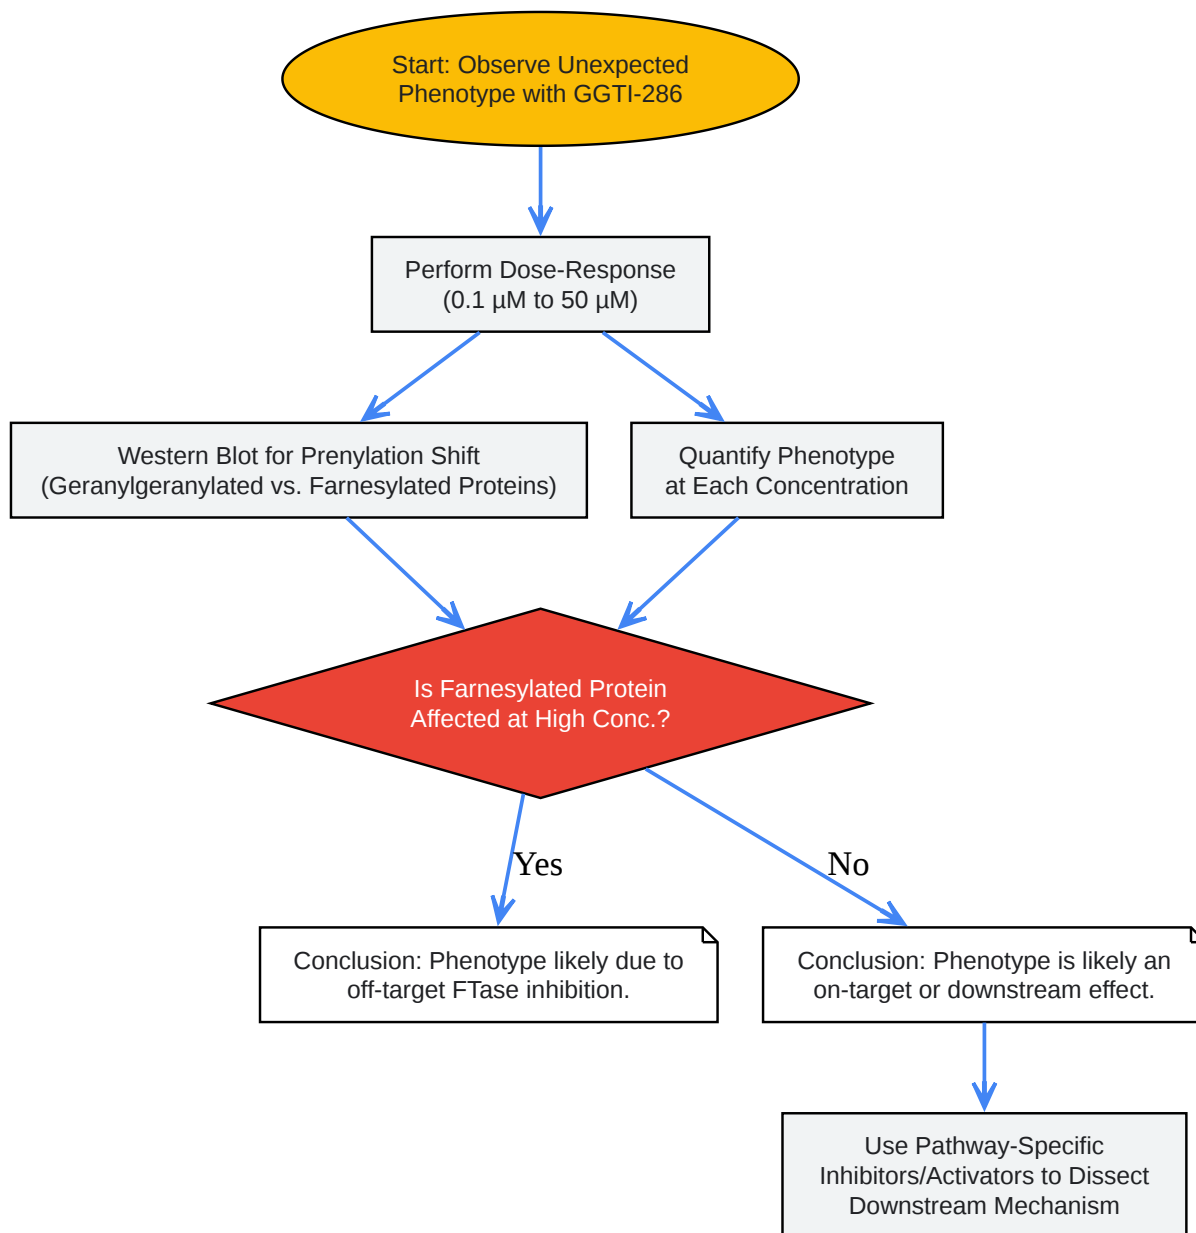 Start: Observe Unexpected
Phenotype with GGTI-286
Perform Dose-Response
(0.1 µM to 50 µM)
Western Blot for Prenylation Shift
(Geranylgeranylated vs. Farnesylated Proteins)
Quantify Phenotype
at Each Concentration
Is Farnesylated Protein
Affected at High Conc.?
Yes
No
Conclusion: Phenotype likely due to
off-target FTase inhibition.
Conclusion: Phenotype is likely an
on-target or downstream effect.
Use Pathway-Specific
Inhibitors/Activators to Dissect
Downstream Mechanism